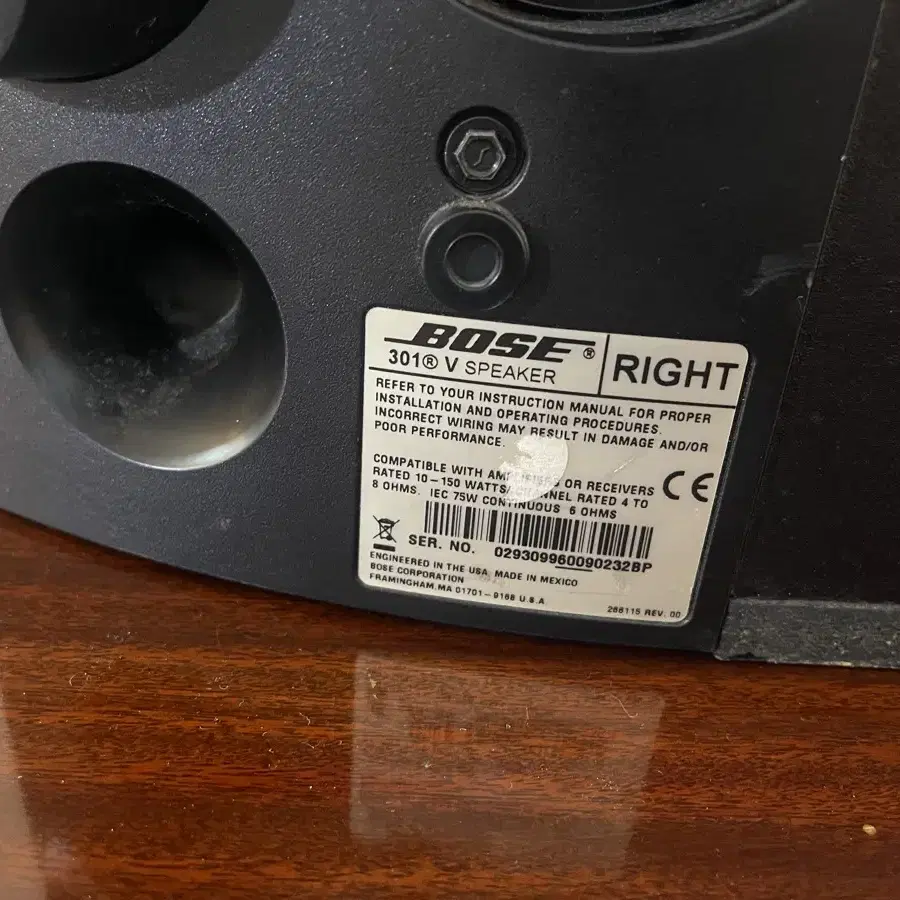 BOSE®
301® V SPEAKER
RIGHT
REFER TO YOUR INSTRUCTION MANUAL FOR PROPER
INSTALLATION AND OPERATING PROCEDURES.
INCORRECT WIRING MAY RESULT IN DAMAGE AND/OR
POOR PERFORMANCE.
COMPATIBLE WITH AMPLIFIERS OR RECEIVERS
RATED 10-150 WATTS/CHANNEL RATED 4 TO
8 OHMS. IEC 75W CONTINUOUS 6 OHMS
CE
SER. NO. 029309960090232BP
ENGINEERED IN THE USA. MADE IN MEXICO
BOSE CORPORATION
FRAMINGHAM, MA 01701-9168 U.S.A.
268115 REV. 00